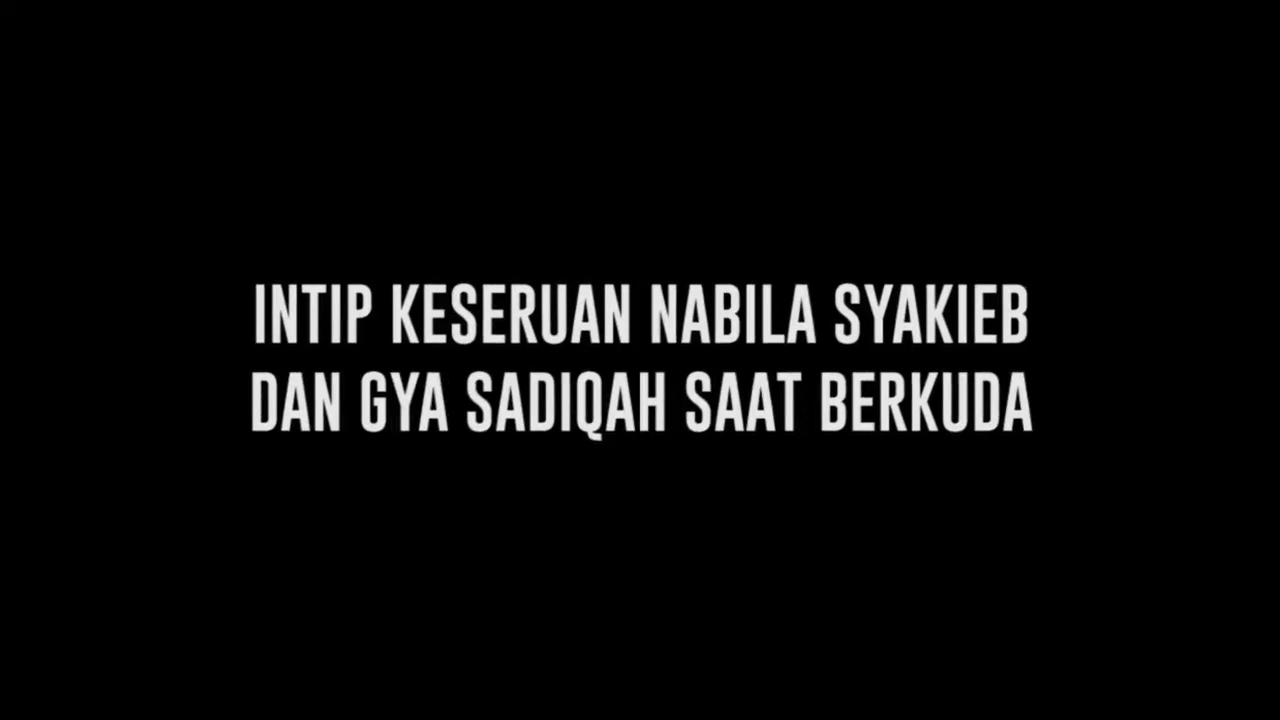 INTIP KESERUAN NABILA SYAKIEB
DAN GYA SADIQAH SAAT BERKUDA